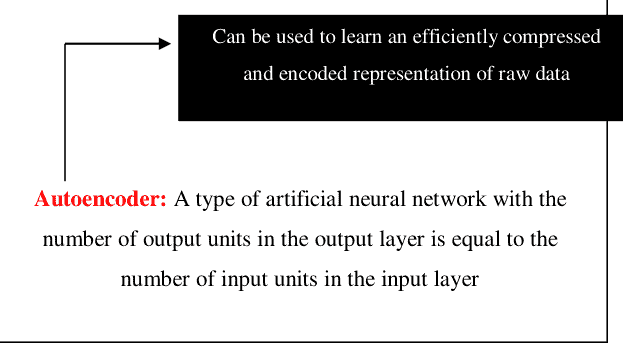 Can be used to learn an efficiently compressed
and encoded representation of raw data
Autoencoder: A type of artificial neural network with the
number of output units in the output layer is equal to the
number of input units in the input layer